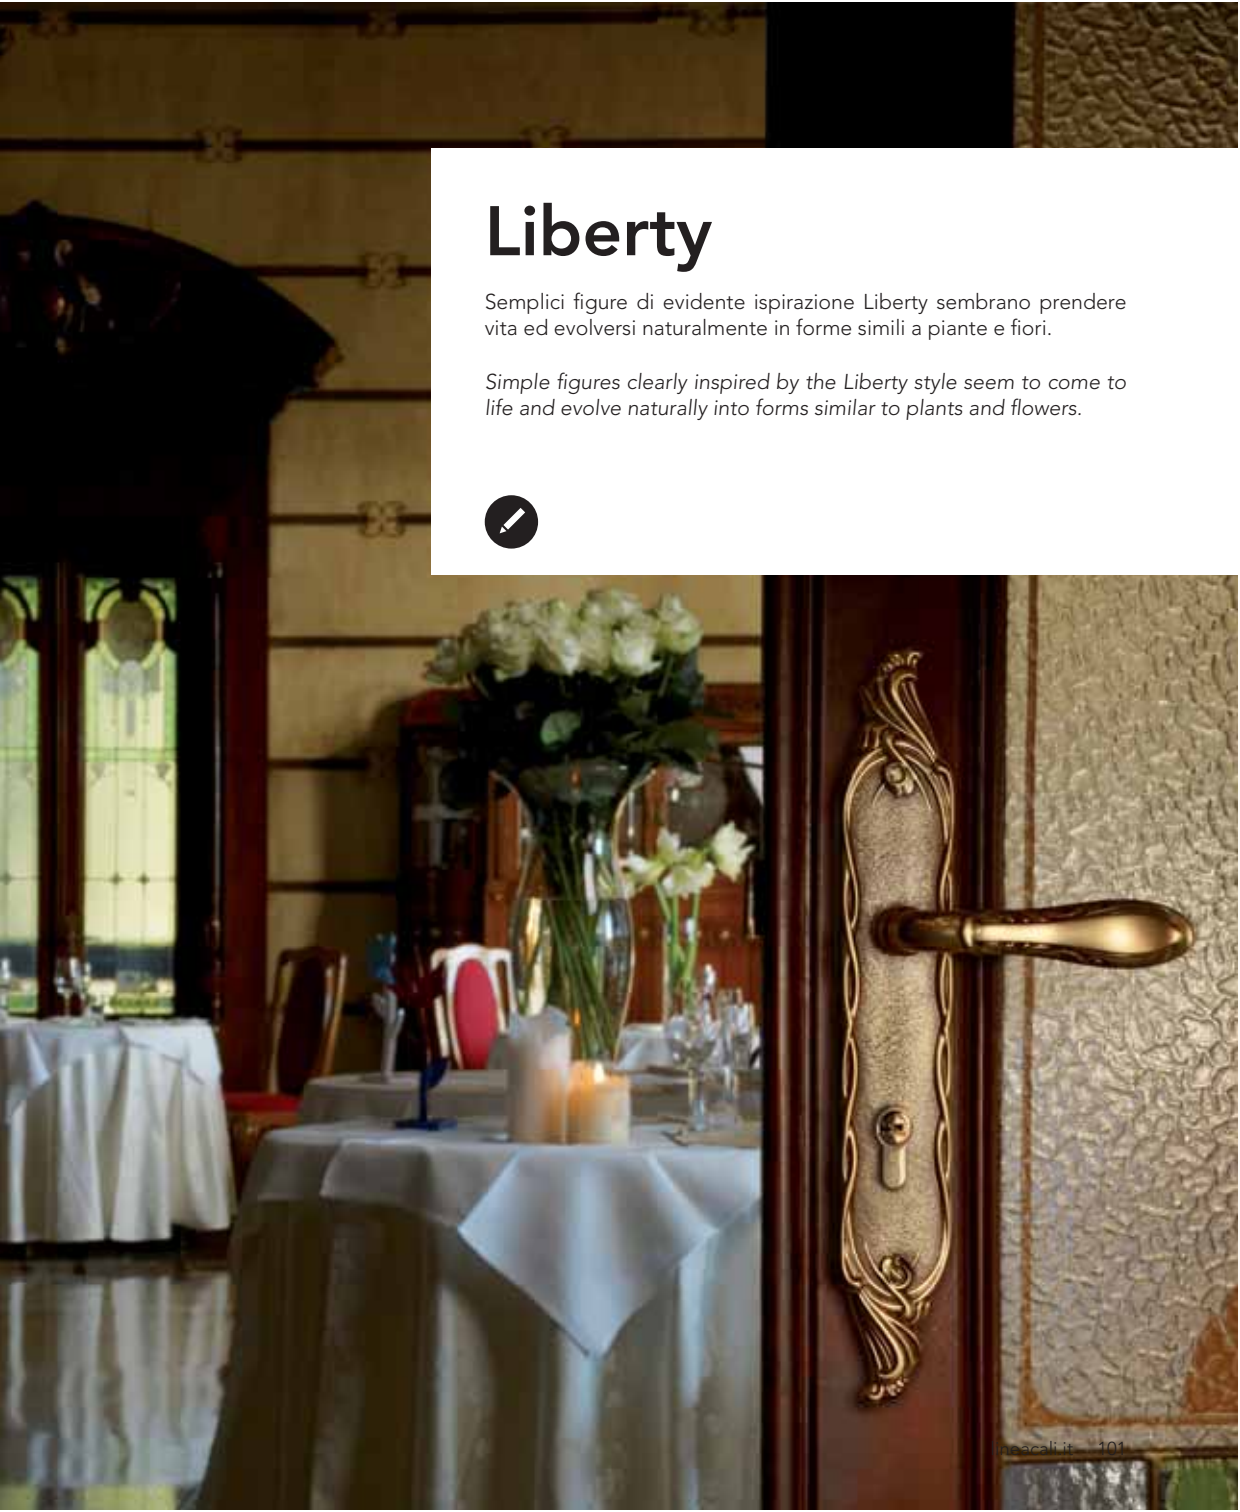 Liberty
Semplici figure di evidente ispirazione Liberty sembrano prendere
vita ed evolversi naturalmente in forme simili a piante e fiori.
Simple figures clearly inspired by the Liberty style seem to come to
life and evolve naturally into forms similar to plants and flowers.
101